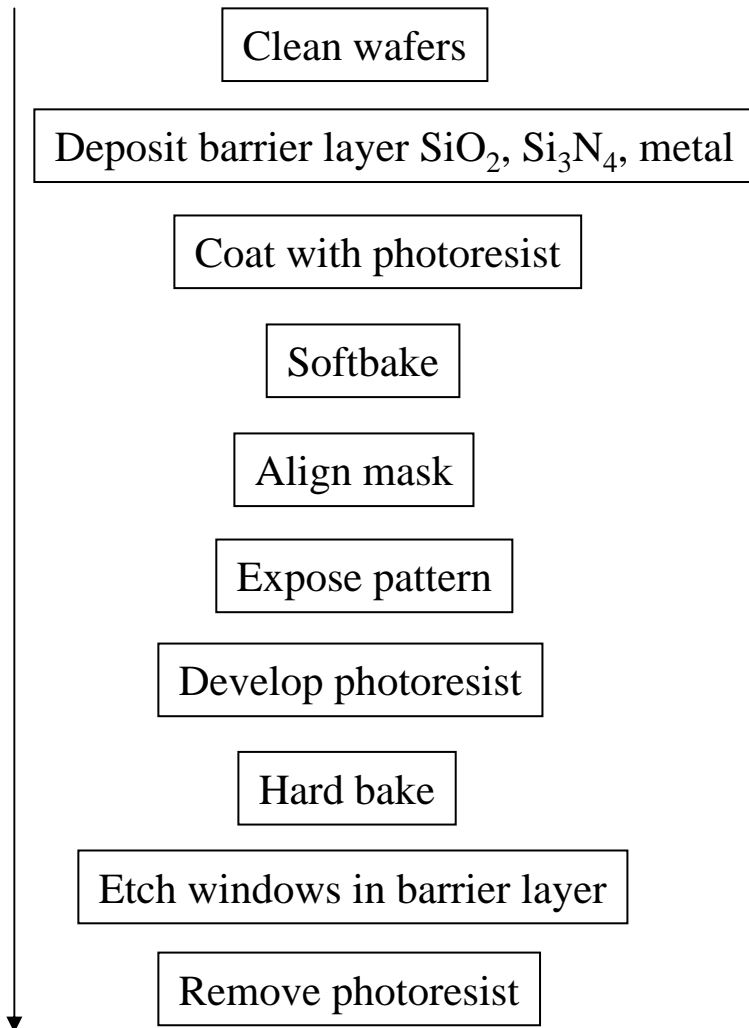 Clean wafers
Deposit barrier layer SiO₂, Si₃N₄, metal
Coat with photoresist
Softbake
Align mask
Expose pattern
Develop photoresist
Hard bake
Etch windows in barrier layer
Remove photoresist